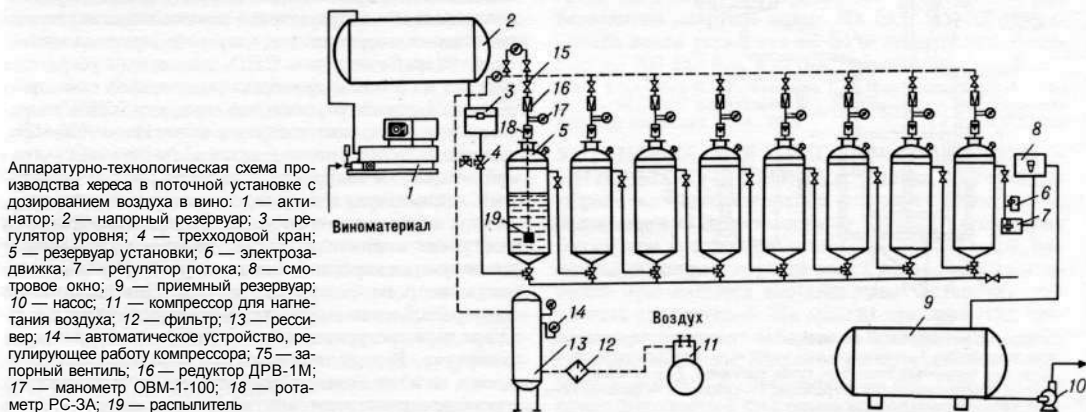 Аппаратурно-технологическая схема про-
изводства хереса в поточной установке с
дозированием воздуха в вино: 1 — акти-
натор; 2 — напорный резервуар; 3 — ре-
гулятор уровня; 4 — трехходовой кран;
5 — резервуар установки; б — электроза-
движка; 7 — регулятор потока; 8 — смо-
тровое окно; 9 — приемный резервуар;
10 — насос; 11 — компрессор для нагне-
тания воздуха; 12 — фильтр; 13 — ресси-
вер; 14 — автоматическое устройство, ре-
гулирующее работу компрессора; 75 — за-
порный вентиль; 16 — редуктор ДРВ-1М;
17 — манометр ОВМ-1-100; 18 — рота-
метр РС-ЗА; 19 — распылитель
2
15
3
16
17
18
5
4
8
1
6
Виноматериал
19
7
9
14
Воздух
13
12
11
10